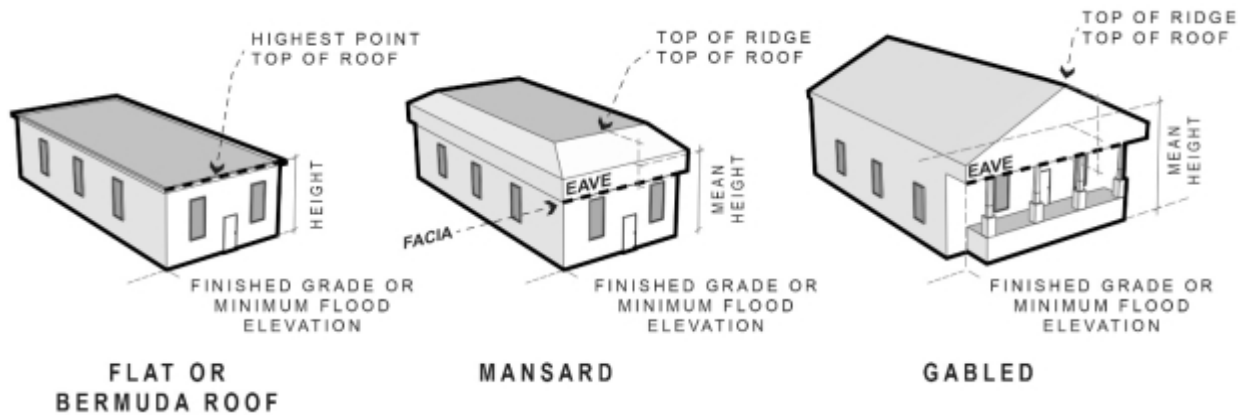 HIGHEST POINT
TOP OF ROOF
HEIGHT
FINISHED GRADE OR
MINIMUM FLOOD
ELEVATION
FLAT OR
BERMUDA ROOF
TOP OF RIDGE
TOP OF ROOF
EAVE
FACIA
MEAN
HEIGHT
FINISHED GRADE OR
MINIMUM FLOOD
ELEVATION
MANSARD
TOP OF RIDGE
TOP OF ROOF
EAVE
MEAN
HEIGHT
FINISHED GRADE OR
MINIMUM FLOOD
ELEVATION
GABLED